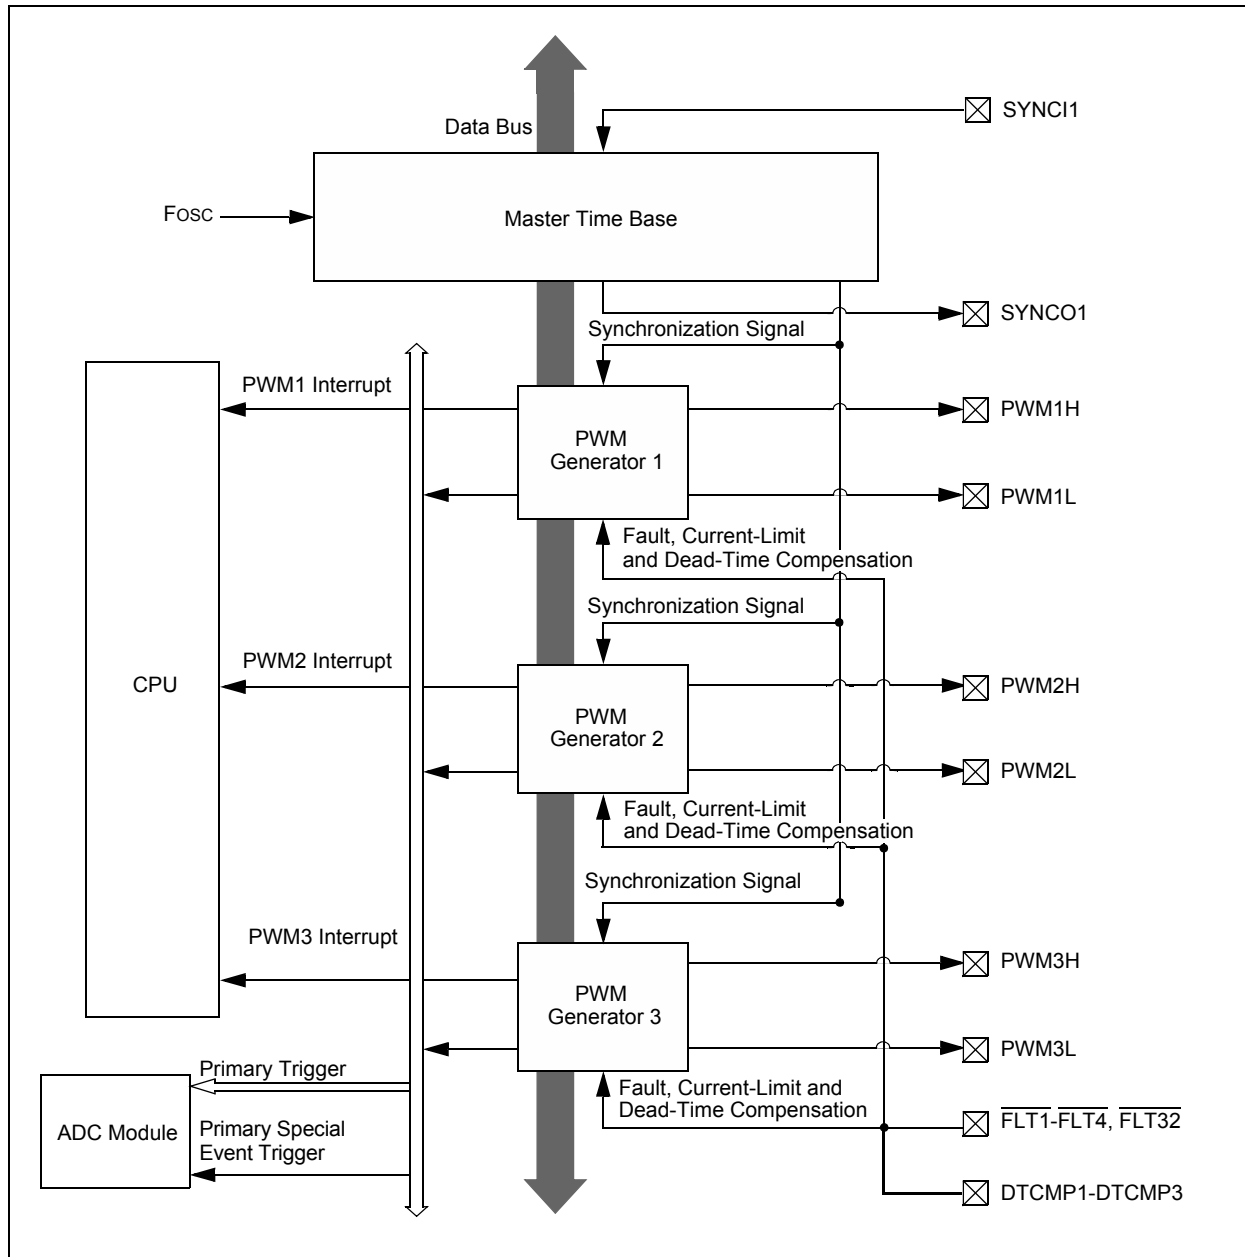 SYNCI1
Data Bus
FOSC
Master Time Base
SYNCO1
Synchronization Signal
PWM1 Interrupt
PWM1H
PWM
Generator 1
PWM1L
Fault, Current-Limit
and Dead-Time Compensation
Synchronization Signal
PWM2 Interrupt
CPU
PWM2H
PWM
Generator 2
PWM2L
Fault, Current-Limit
and Dead-Time Compensation
Synchronization Signal
PWM3 Interrupt
PWM3H
PWM
Generator 3
PWM3L
Primary Trigger
Fault, Current-Limit and
Dead-Time Compensation
FLT1-FLT4, FLT32
ADC Module
Primary Special
Event Trigger
DTCMP1-DTCMP3